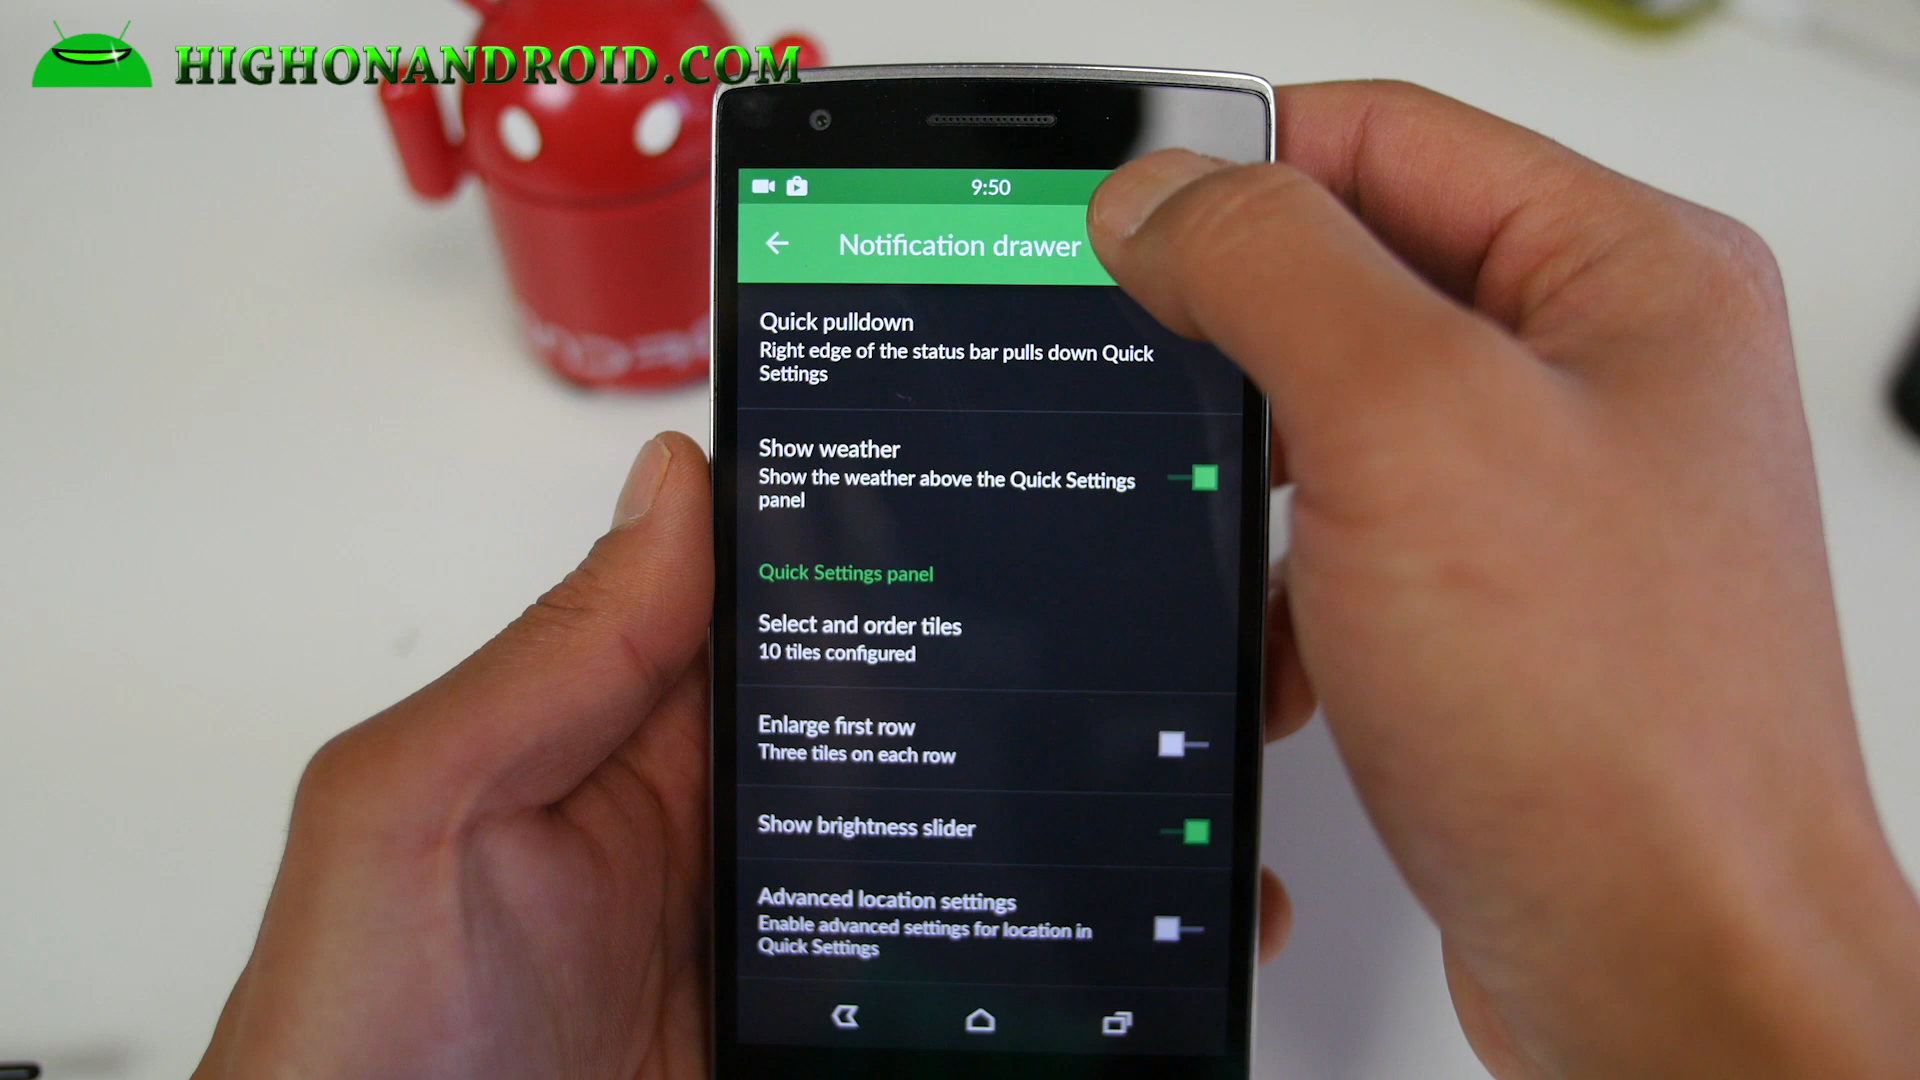 HIGHONANDROID.COM
9:50
Notification drawer
Quick pulldown
Right edge of the status bar pulls down Quick
Settings
Show weather
Show the weather above the Quick Settings
panel
Quick Settings panel
Select and order tiles
10 tiles configured
Enlarge first row
Three tiles on each row
Show brightness slider
Advanced location settings
Enable advanced settings for location in
Quick Settings